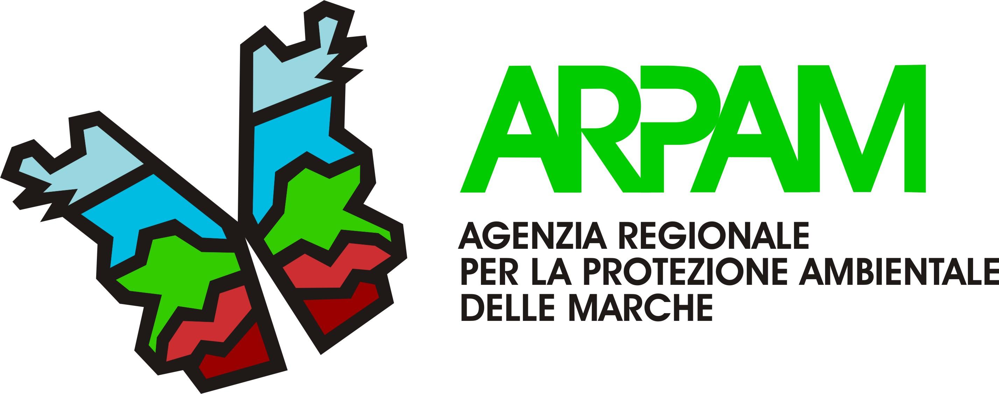 ARPAM
AGENZIA REGIONALE
PER LA PROTEZIONE AMBIENTALE
DELLE MARCHE